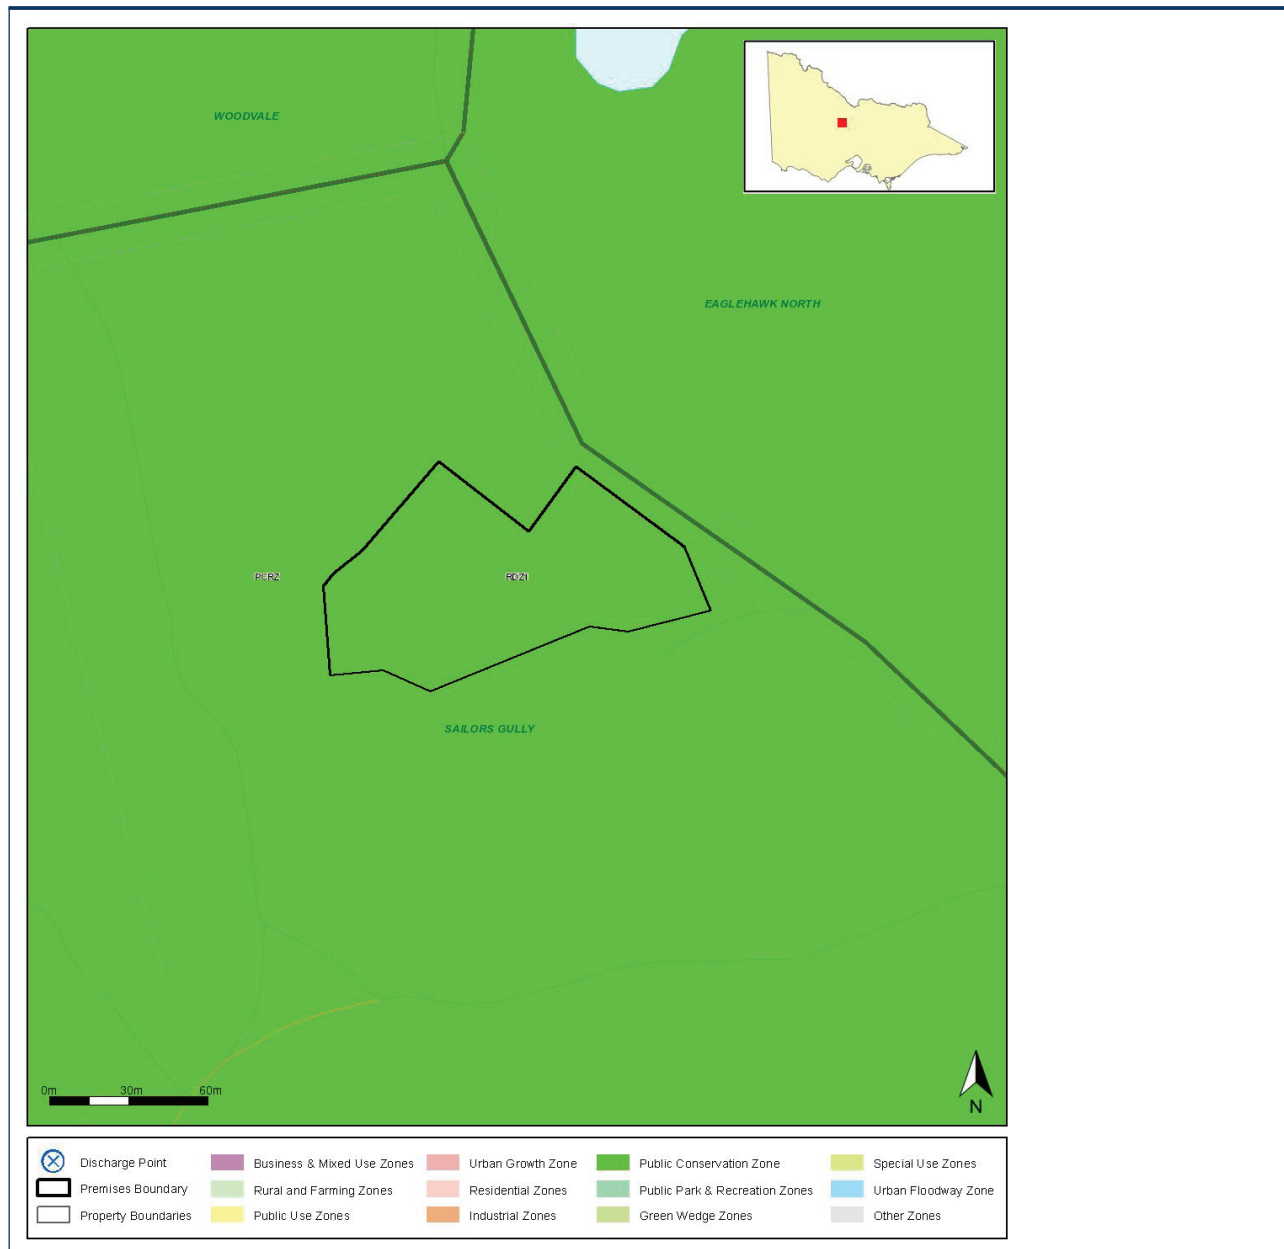 WOODVALE
EAGLEHAWK NORTH
PCRZ
RDZ1
SAILORS GULLY
0m 30m 60m
N
Discharge Point
Premises Boundary
Property Boundaries
Business & Mixed Use Zones
Rural and Farming Zones
Public Use Zones
Urban Growth Zone
Residential Zones
Industrial Zones
Public Conservation Zone
Public Park & Recreation Zones
Green Wedge Zones
Special Use Zones
Urban Floodway Zone
Other Zones